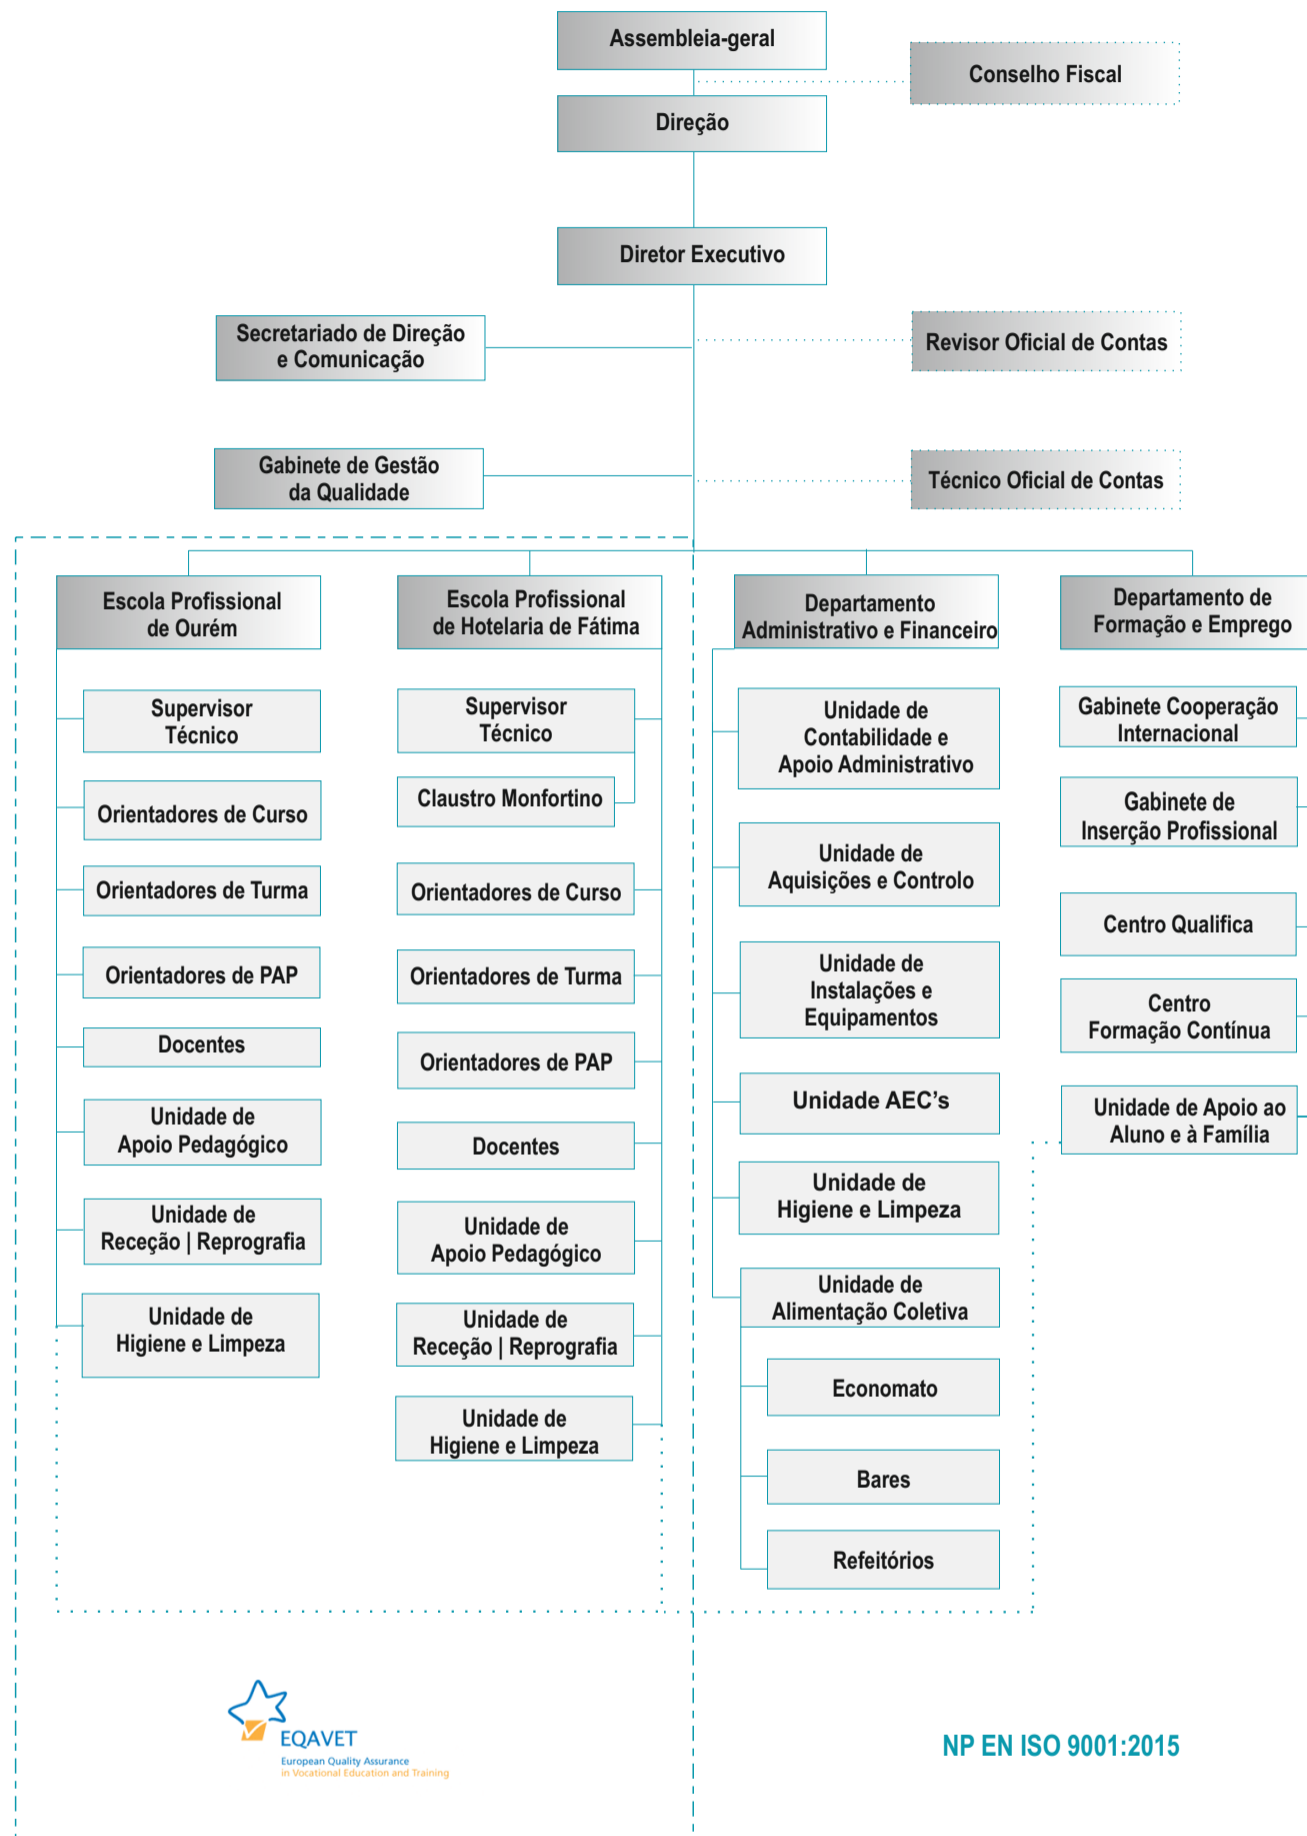 Assembleia-geral
Conselho Fiscal
Direção
Diretor Executivo
Secretariado de Direção
e Comunicação
Revisor Oficial de Contas
Gabinete de Gestão
da Qualidade
Técnico Oficial de Contas
Escola Profissional
de Ourém
Supervisor
Técnico
Orientadores de Curso
Orientadores de Turma
Orientadores de PAP
Docentes
Unidade de
Apoio Pedagógico
Unidade de
Receção | Reprografia
Unidade de
Higiene e Limpeza
Escola Profissional
de Hotelaria de Fátima
Supervisor
Técnico
Claustro Monfortino
Orientadores de Curso
Orientadores de Turma
Orientadores de PAP
Docentes
Unidade de
Apoio Pedagógico
Unidade de
Receção | Reprografia
Unidade de
Higiene e Limpeza
Departamento
Administrativo e Financeiro
Unidade de
Contabilidade e
Apoio Administrativo
Unidade de
Aquisições e Controlo
Unidade de
Instalações e
Equipamentos
Unidade AEC's
Unidade de
Higiene e Limpeza
Unidade de
Alimentação Coletiva
Economato
Bares
Refeitórios
Departamento de
Formação e Emprego
Gabinete Cooperação
Internacional
Gabinete de
Inserção Profissional
Centro Qualifica
Centro
Formação Contínua
Unidade de Apoio ao
Aluno e à Família
EQAVET
European Quality Assurance
in Vocational Education and Training
NP EN ISO 9001:2015